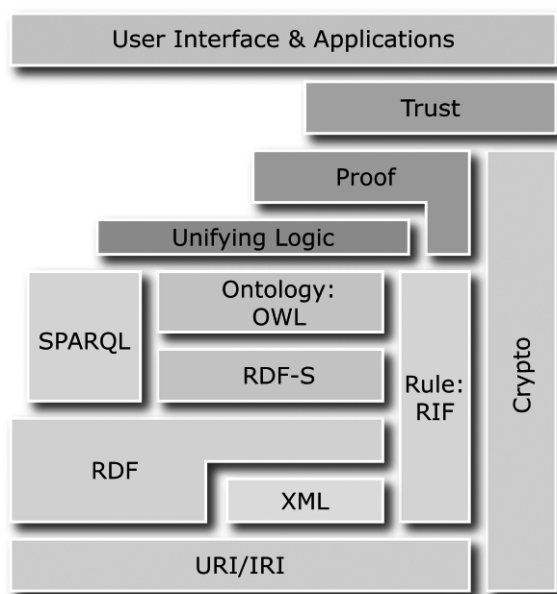 User Interface & Applications
Trust
Proof
Unifying Logic
Ontology:
OWL
SPARQL
RDF-S
Rule:
RIF
Crypto
RDF
XML
URI/IRI